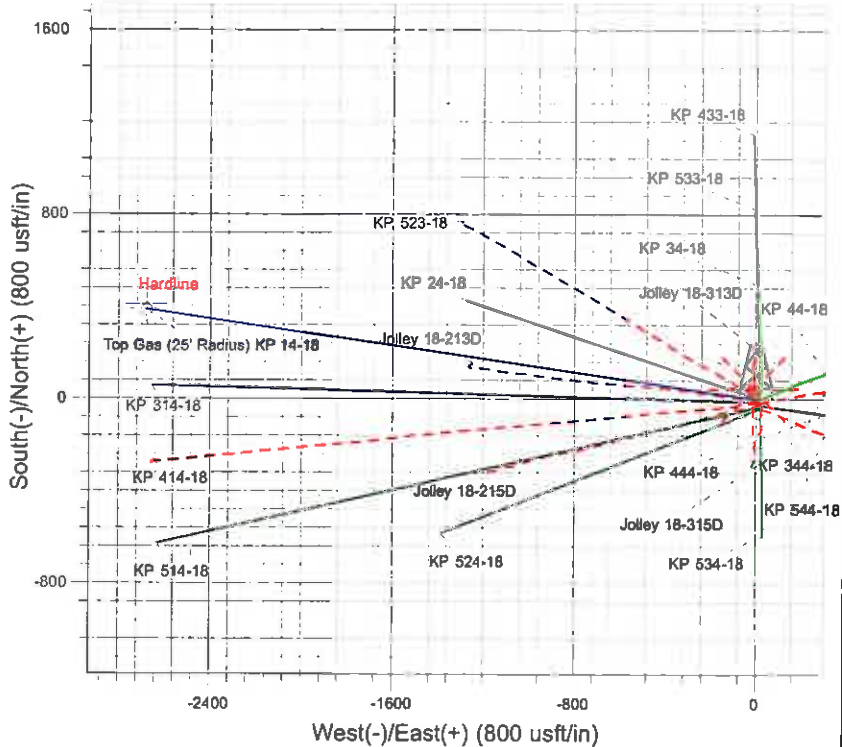 1600
KP 433-18
KP 533-18
800
KP 523-18
KP 34-18
KP 24-18
Jolley 18-313D
Hardline
KP 44-18
Top Gas (25' Radius) KP 14-18
Jolley 18-213D
0
KP 314-18
KP 414-18
KP 444-18
KP 344-18
Jolley 18-215D
KP 544-18
Jolley 18-315D
KP 514-18
KP 524-18
KP 534-18
-800
South(-)/North(+) (800 usft/in)
-2400
-1600
-800
0
West(-)/East(+) (800 usft/in)